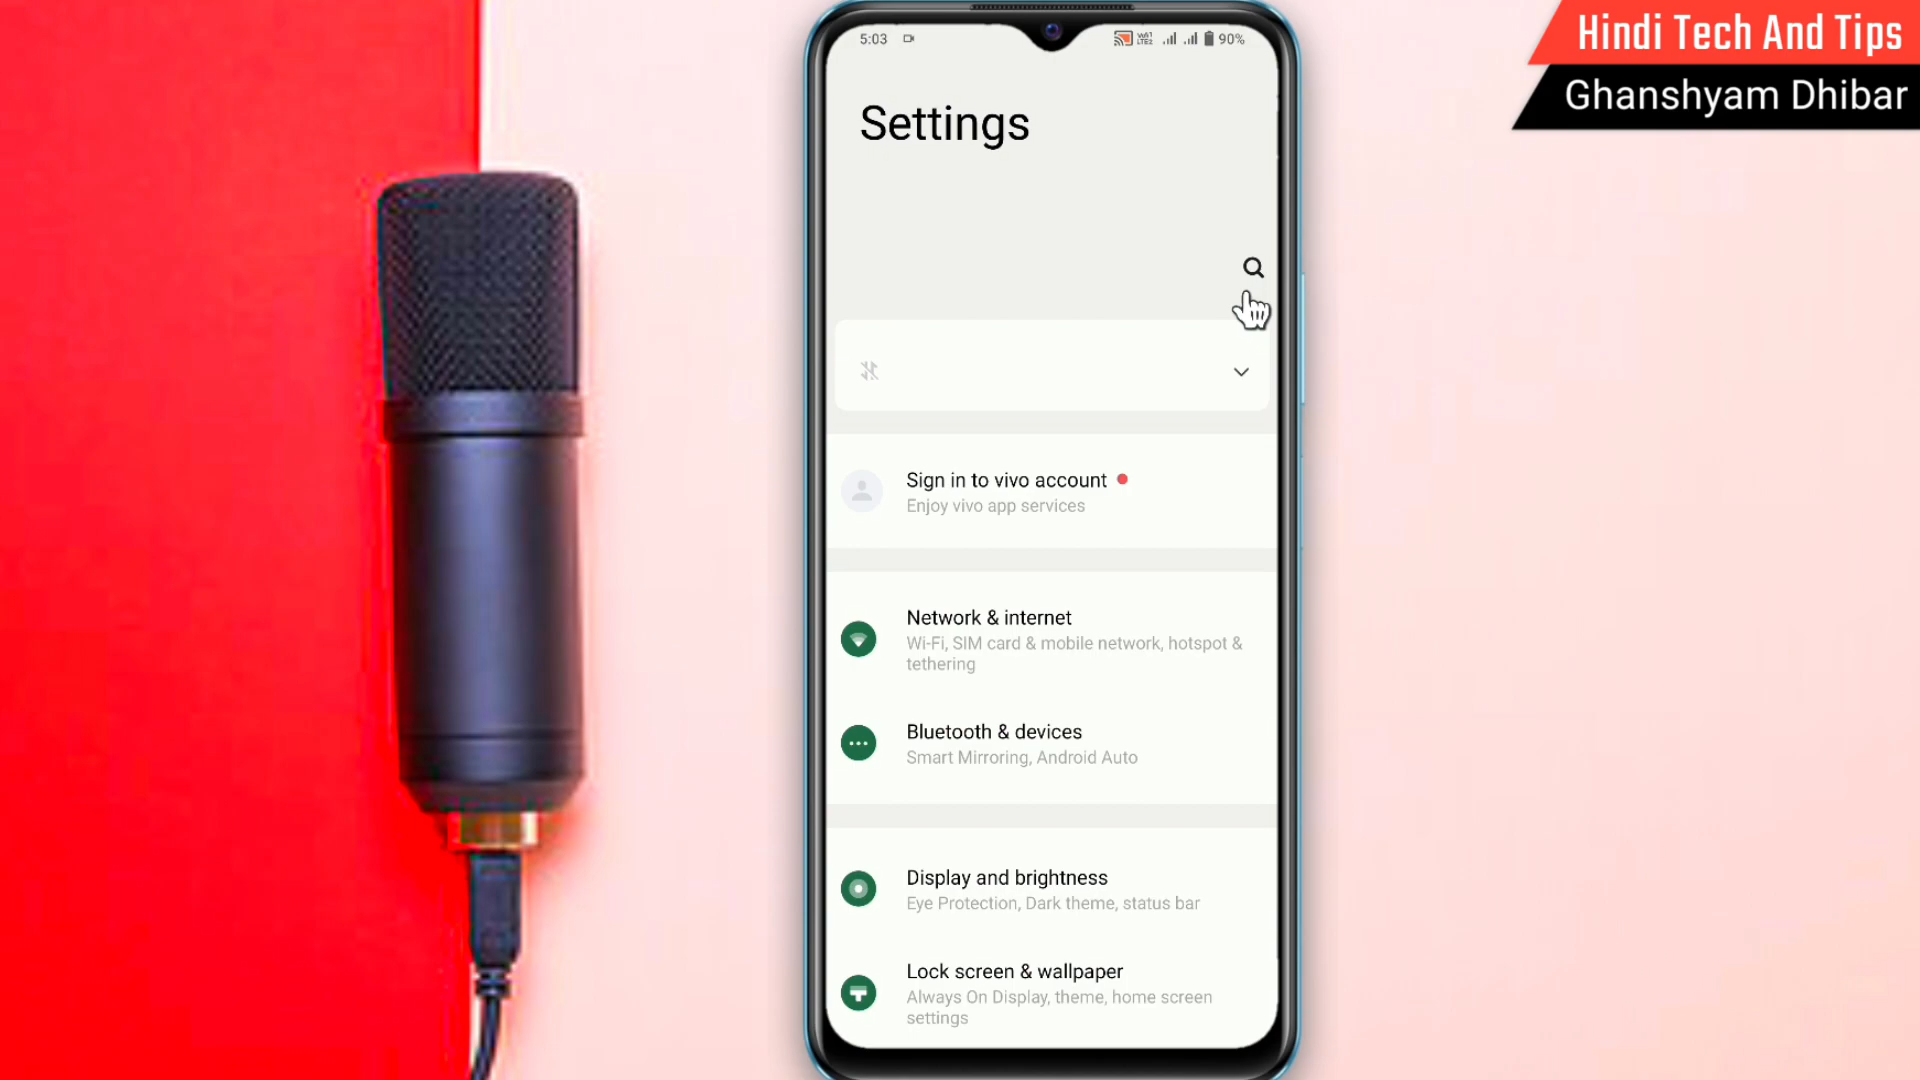 Hindi Tech And Tips
Ghanshyam Dhibar
5:03
90%
Settings
Sign in to vivo account
Enjoy vivo app services
Network & internet
Wi-Fi, SIM card & mobile network, hotspot &
tethering
Bluetooth & devices
Smart Mirroring, Android Auto
Display and brightness
Eye Protection, Dark theme, status bar
Lock screen & wallpaper
Always On Display, theme, home screen
settings